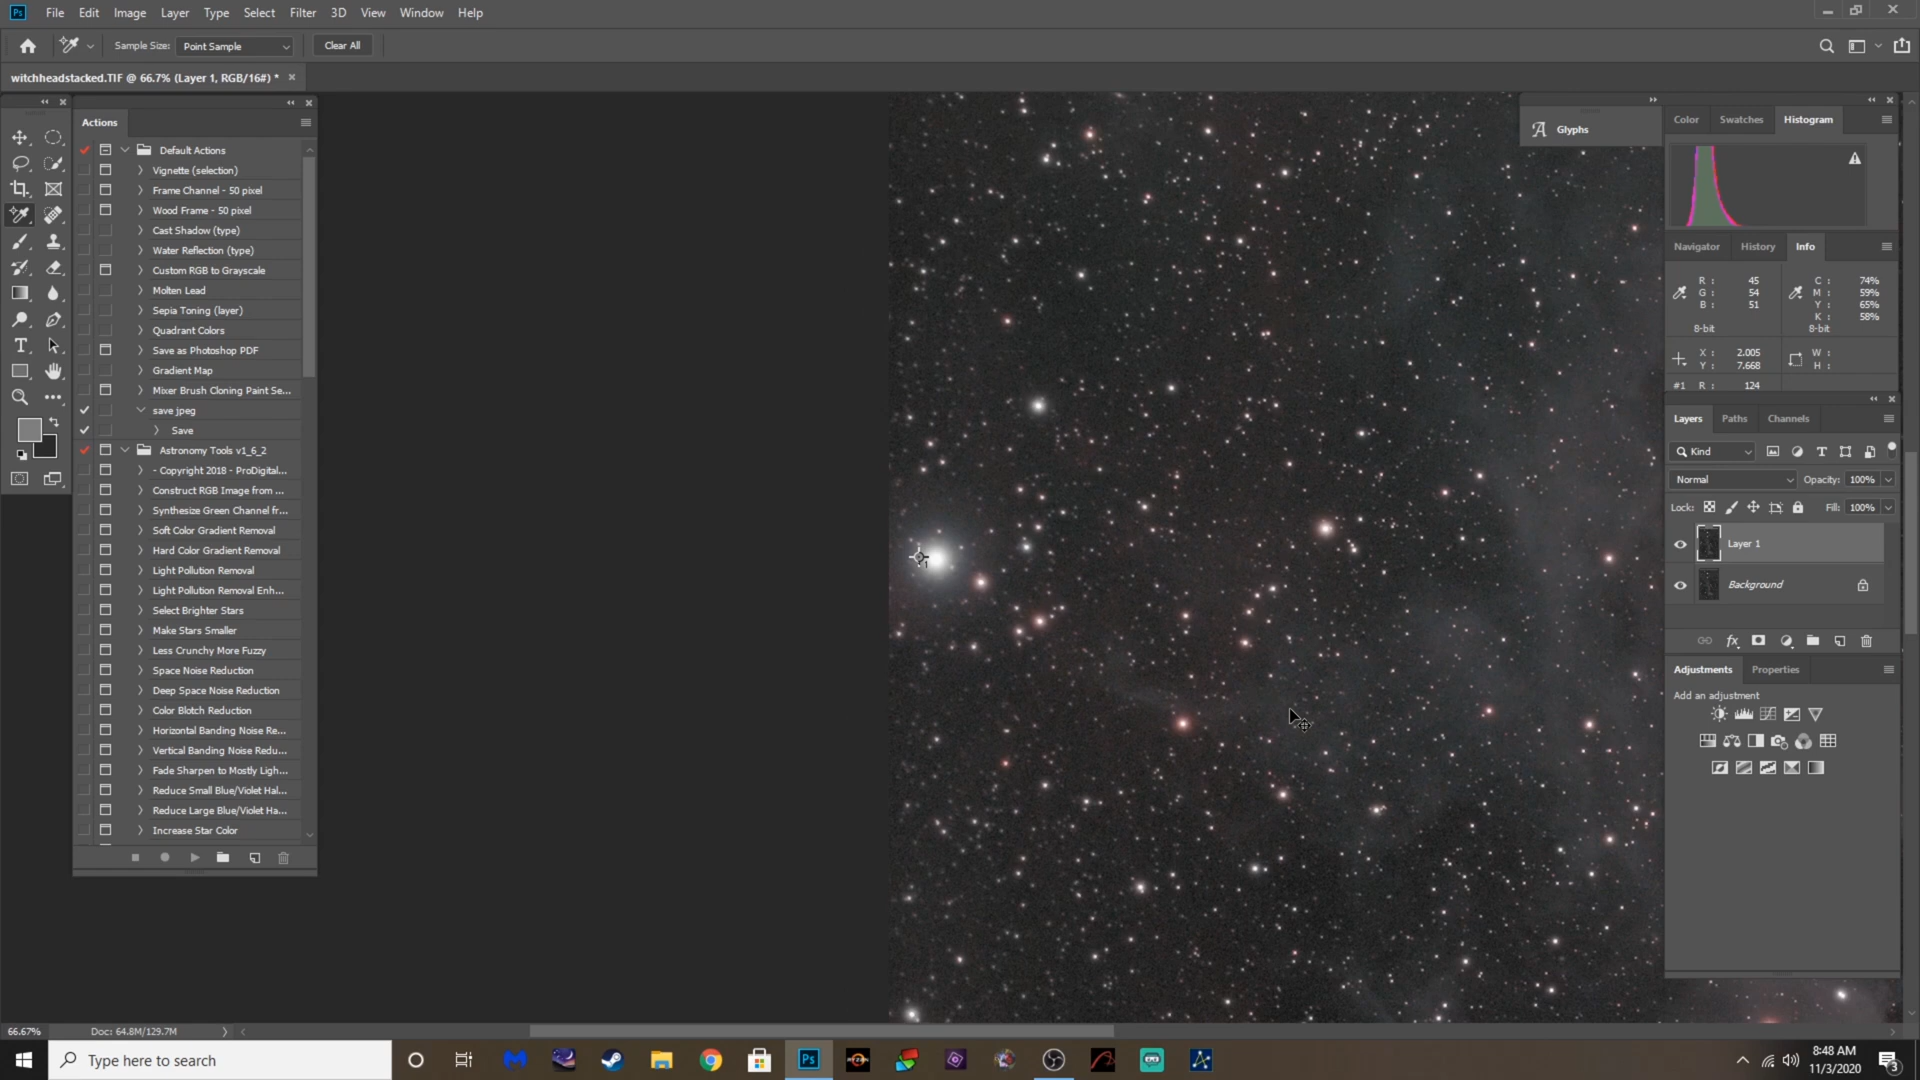 Ps File Edit Image Layer Type Select Filter 3D View Window Help
Sample Size: Point Sample Clear All
witchheadstacked.TIF @ 66.7% (Layer 1, RGB/16#) *
Actions
Default Actions
Vignette (selection)
Frame Channel - 50 pixel
Wood Frame - 50 pixel
Cast Shadow (type)
Water Reflection (type)
Custom RGB to Grayscale
Molten Lead
Sepia Toning (layer)
Quadrant Colors
Save as Photoshop PDF
Gradient Map
Mixer Brush Cloning Paint Se...
save jpeg
Save
Astronomy Tools v1_6_2
- Copyright 2018 - ProDigital...
Construct RGB Image from ...
Synthesize Green Channel fr...
Soft Color Gradient Removal
Hard Color Gradient Removal
Light Pollution Removal
Light Pollution Removal Enh...
Select Brighter Stars
Make Stars Smaller
Less Crunchy More Fuzzy
Space Noise Reduction
Deep Space Noise Reduction
Color Blotch Reduction
Horizontal Banding Noise Re...
Vertical Banding Noise Redu...
Fade Sharpen to Mostly Ligh...
Reduce Small Blue/Violet Hal...
Reduce Large Blue/Violet Ha...
Increase Star Color
1
Glyphs
Color Swatches Histogram
Navigator History Info
R : 45 C : 74%
G : 54 M : 59%
B : 51 Y : 65%
K : 58%
8-bit 8-bit
X : 2.005 W :
Y : 7.668 H :
#1 R : 124
Layers Paths Channels
Kind
Normal Opacity: 100%
Lock: Fill: 100%
Layer 1
Background
fx
Adjustments Properties
Add an adjustment
66.67% Doc: 64.8M/129.7M
Type here to search
Ps
RYZEN
8:48 AM
11/3/2020
3